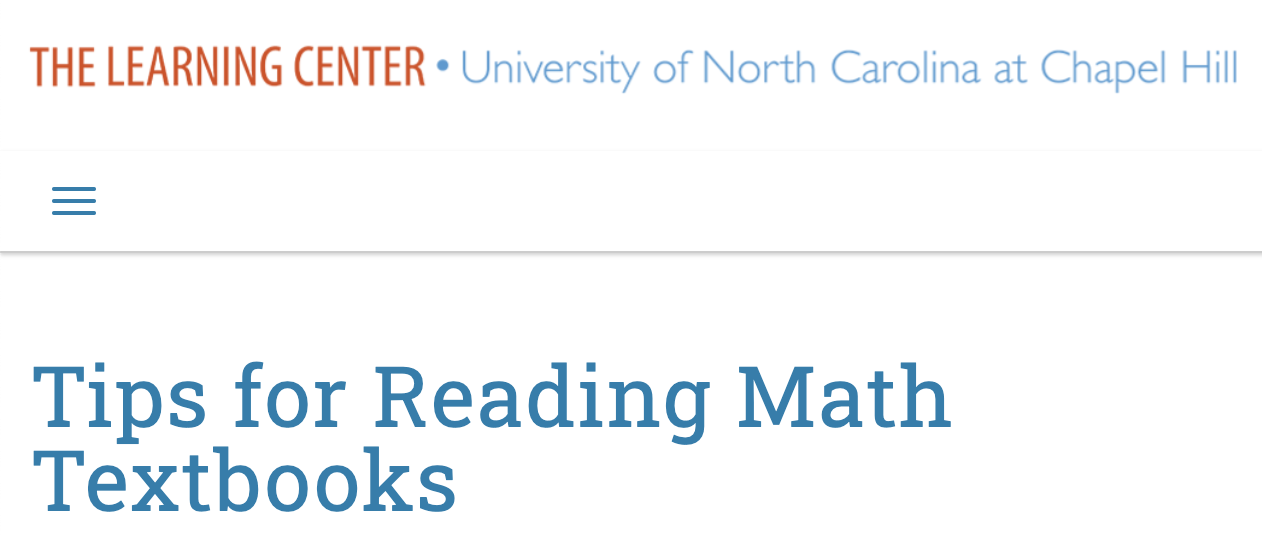 THE LEARNING CENTER • University of North Carolina at Chapel Hill
Tips for Reading Math
Textbooks